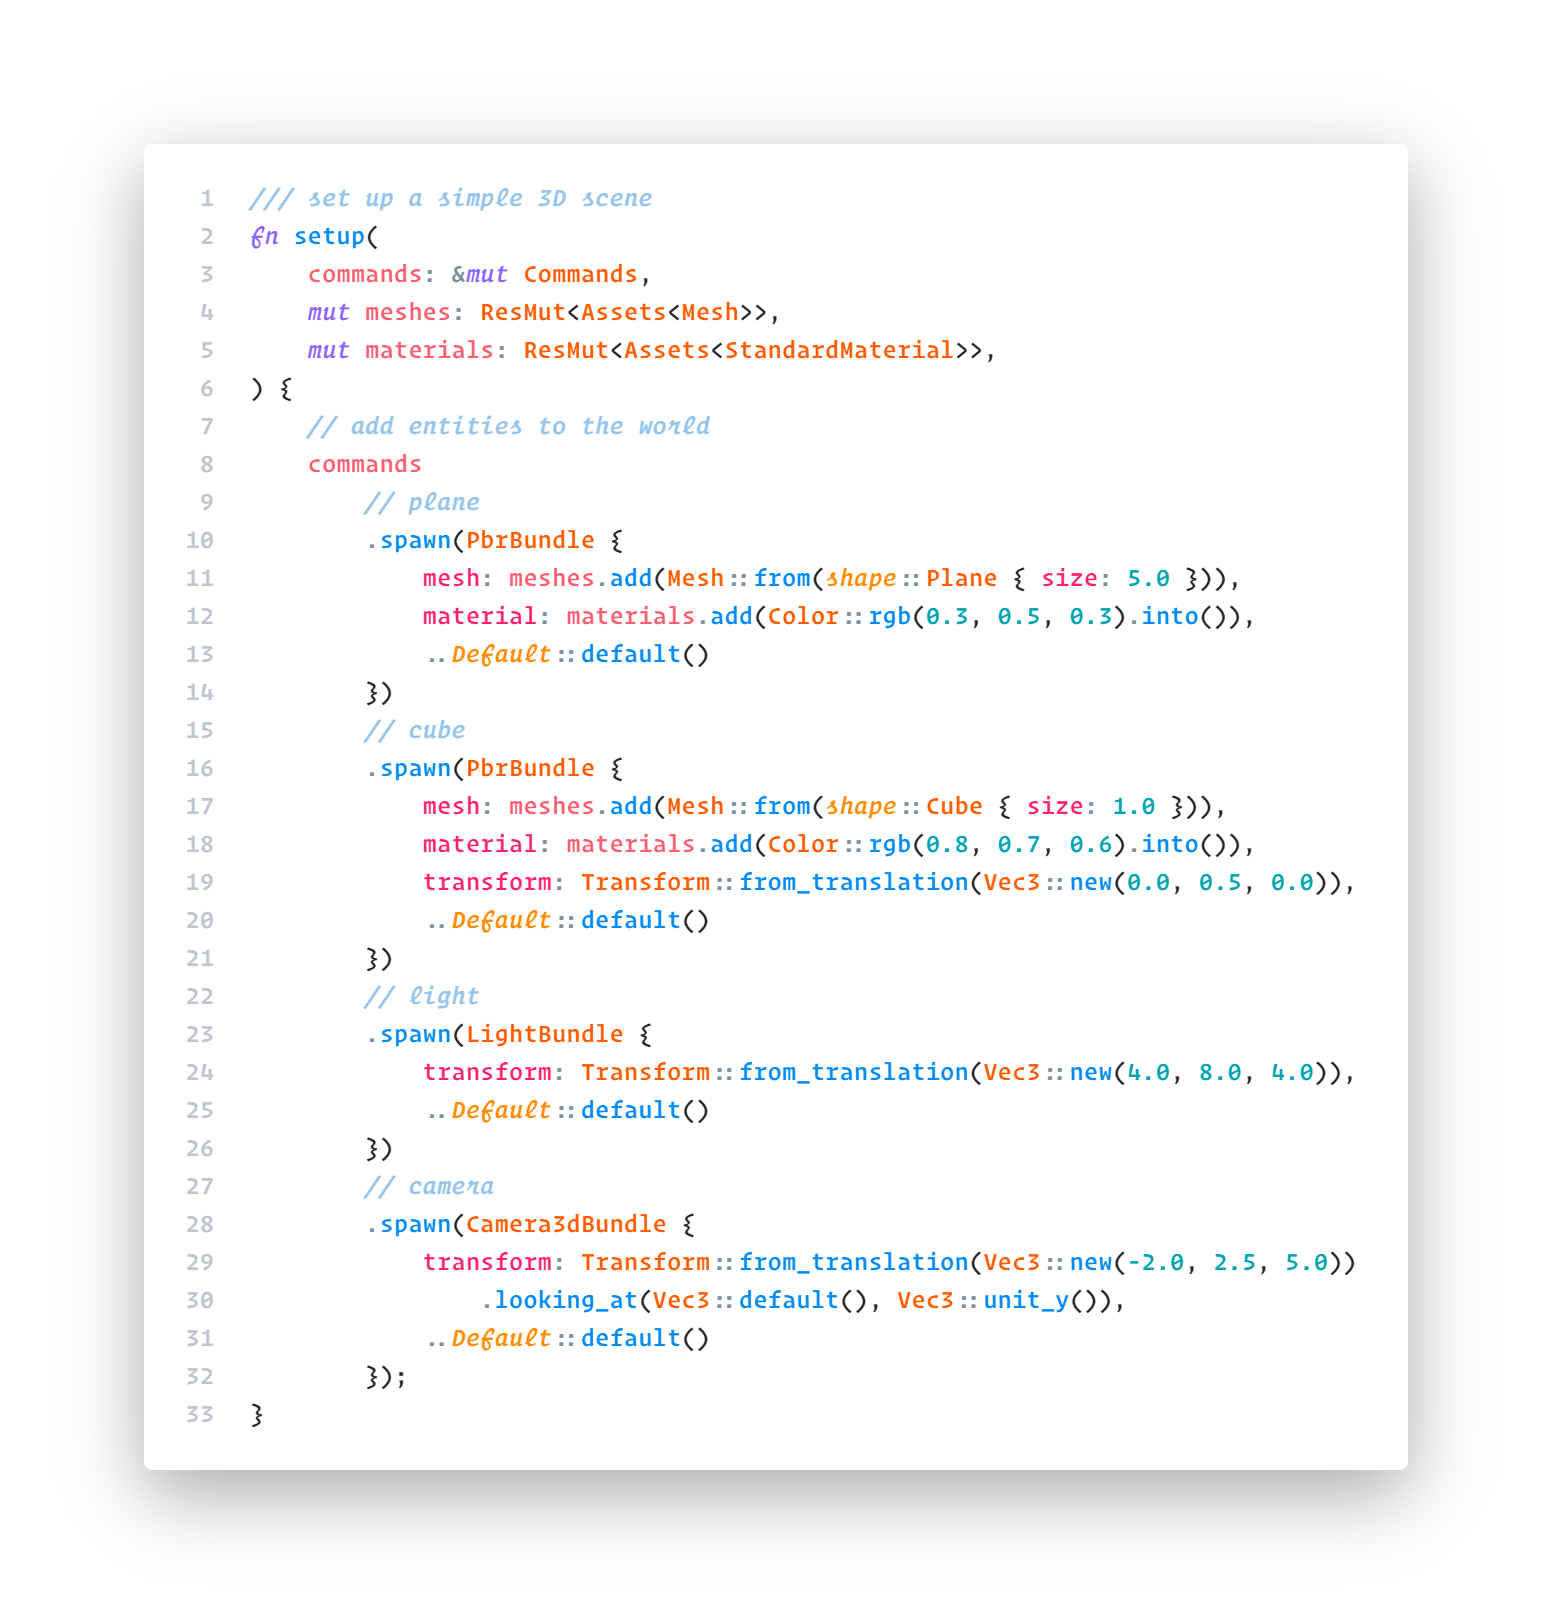 1 /// set up a simple 3D scene
2 fn setup(
3     commands: &mut Commands,
4     mut meshes: ResMut<Assets<Mesh>>,
5     mut materials: ResMut<Assets<StandardMaterial>>,
6 ) {
7     // add entities to the world
8     commands
9         // plane
10         .spawn(PbrBundle {
11             mesh: meshes.add(Mesh::from(shape::Plane { size: 5.0 })),
12             material: materials.add(Color::rgb(0.3, 0.5, 0.3).into()),
13             ..Default::default()
14         })
15         // cube
16         .spawn(PbrBundle {
17             mesh: meshes.add(Mesh::from(shape::Cube { size: 1.0 })),
18             material: materials.add(Color::rgb(0.8, 0.7, 0.6).into()),
19             transform: Transform::from_translation(Vec3::new(0.0, 0.5, 0.0)),
20             ..Default::default()
21         })
22         // light
23         .spawn(LightBundle {
24             transform: Transform::from_translation(Vec3::new(4.0, 8.0, 4.0)),
25             ..Default::default()
26         })
27         // camera
28         .spawn(Camera3dBundle {
29             transform: Transform::from_translation(Vec3::new(-2.0, 2.5, 5.0))
30                 .looking_at(Vec3::default(), Vec3::unit_y()),
31             ..Default::default()
32         });
33 }